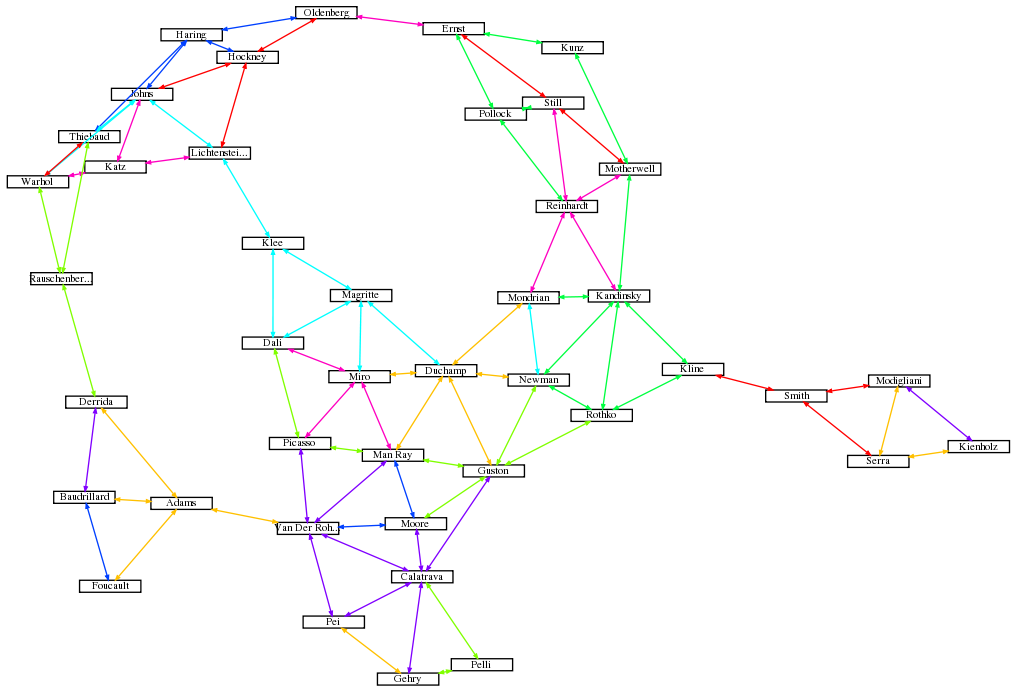 Oldenberg
Ernst
Haring
Kunz
Hockney
Johns
Still
Pollock
Thiebaud
Lichtenstei...
Katz
Motherwell
Warhol
Reinhardt
Klee
Rauschenber...
Magritte
Mondrian
Kandinsky
Dali
Miro
Duchamp
Newman
Kline
Modigliani
Smith
Derrida
Rothko
Picasso
Man Ray
Kienholz
Serra
Guston
Baudrillard
Adams
Van Der Roh...
Moore
Calatrava
Foucault
Pei
Pelli
Gehry